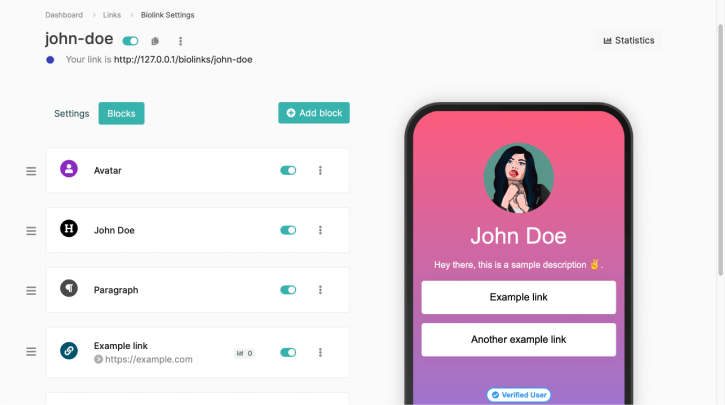 Dashboard > Links > Biolink Settings
john-doe
Statistics
Your link is http://127.0.0.1/biolinks/john-doe
Settings
Blocks
Add block
Avatar
H
John Doe
Paragraph
Example link
https://example.com
0
John Doe
Hey there, this is a sample description ✌️.
Example link
Another example link
Verified User